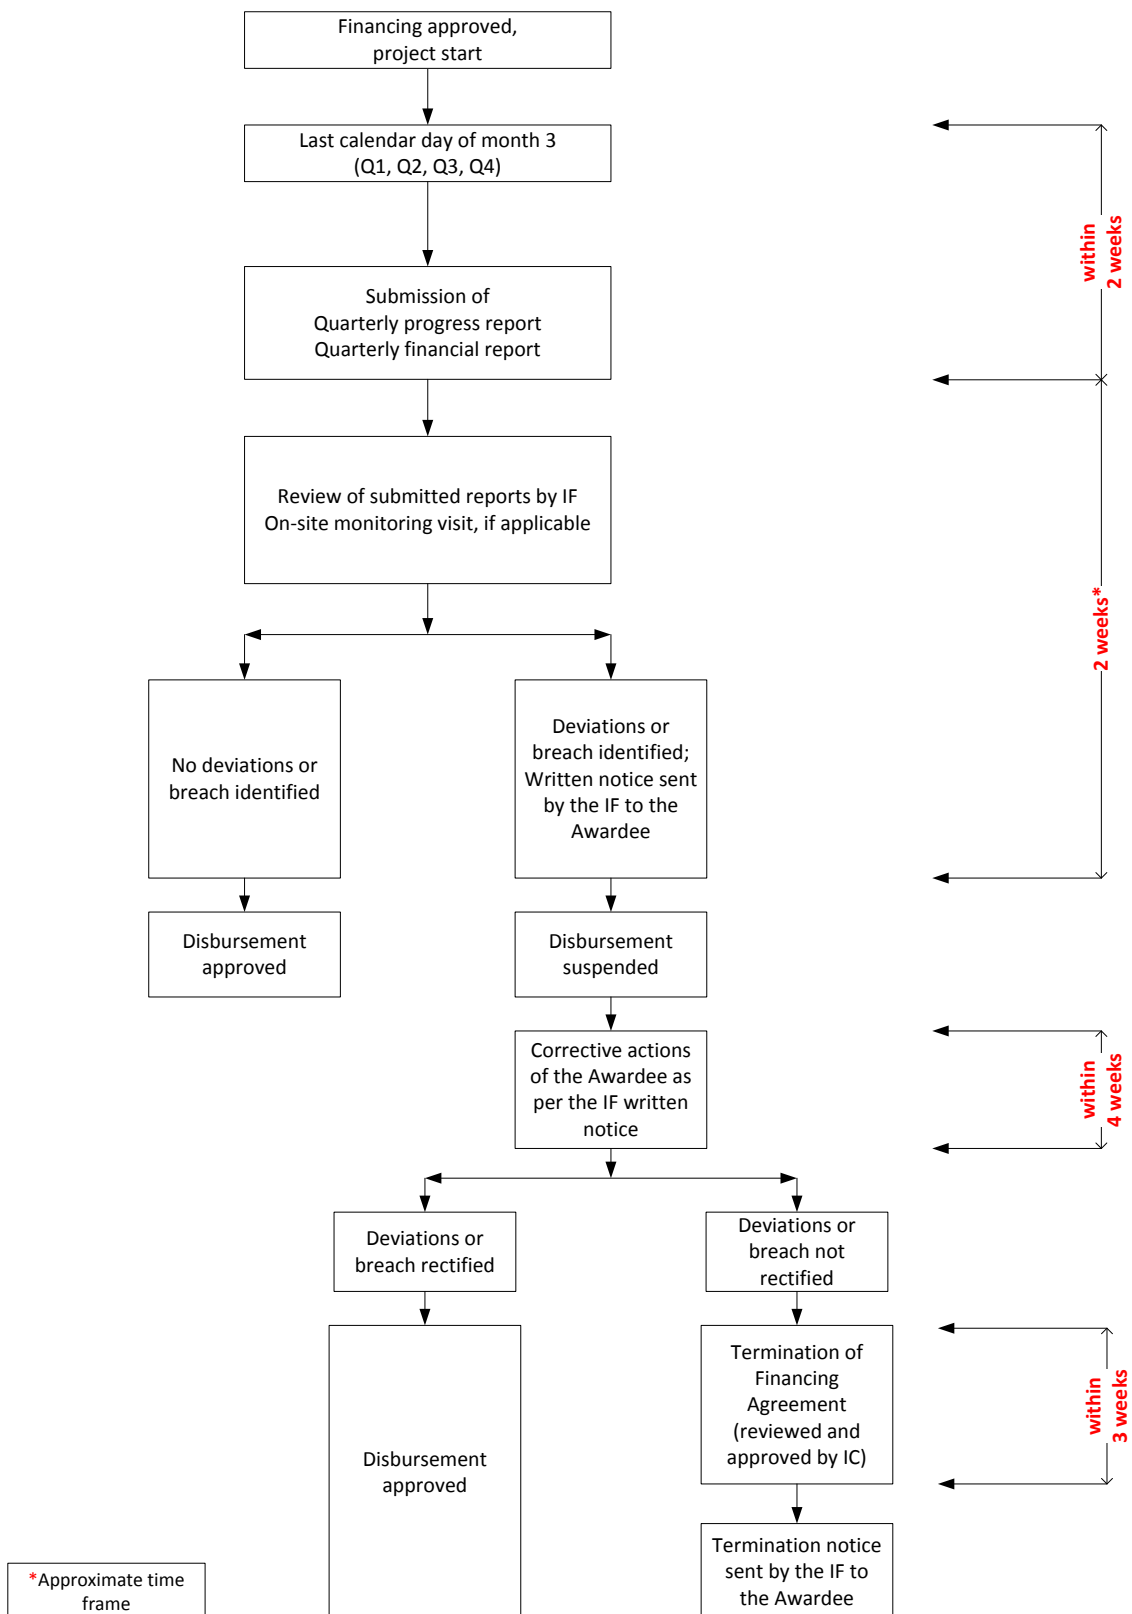 Financing approved,
project start
Last calendar day of month 3
(Q1, Q2, Q3, Q4)
within
2 weeks
Submission of
Quarterly progress report
Quarterly financial report
Review of submitted reports by IF
On-site monitoring visit, if applicable
2 weeks*
No deviations or
breach identified
Deviations or
breach identified;
Written notice sent
by the IF to the
Awardee
Disbursement
approved
Disbursement
suspended
Corrective actions
of the Awardee as
per the IF written
notice
within
4 weeks
Deviations or
breach rectified
Deviations or
breach not
rectified
Disbursement
approved
Termination of
Financing
Agreement
(reviewed and
approved by IC)
within
3 weeks
Termination notice
sent by the IF to
the Awardee
*Approximate time
frame